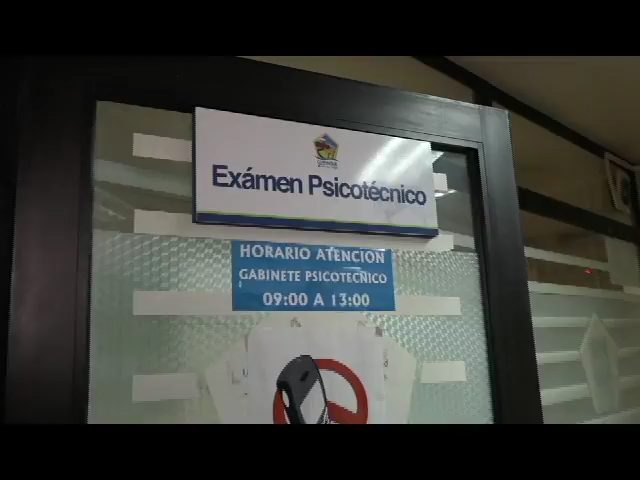 Exámen Psicotécnico
HORARIO ATENCION
GABINETE PSICOTECNICO
09:00 A 13:00